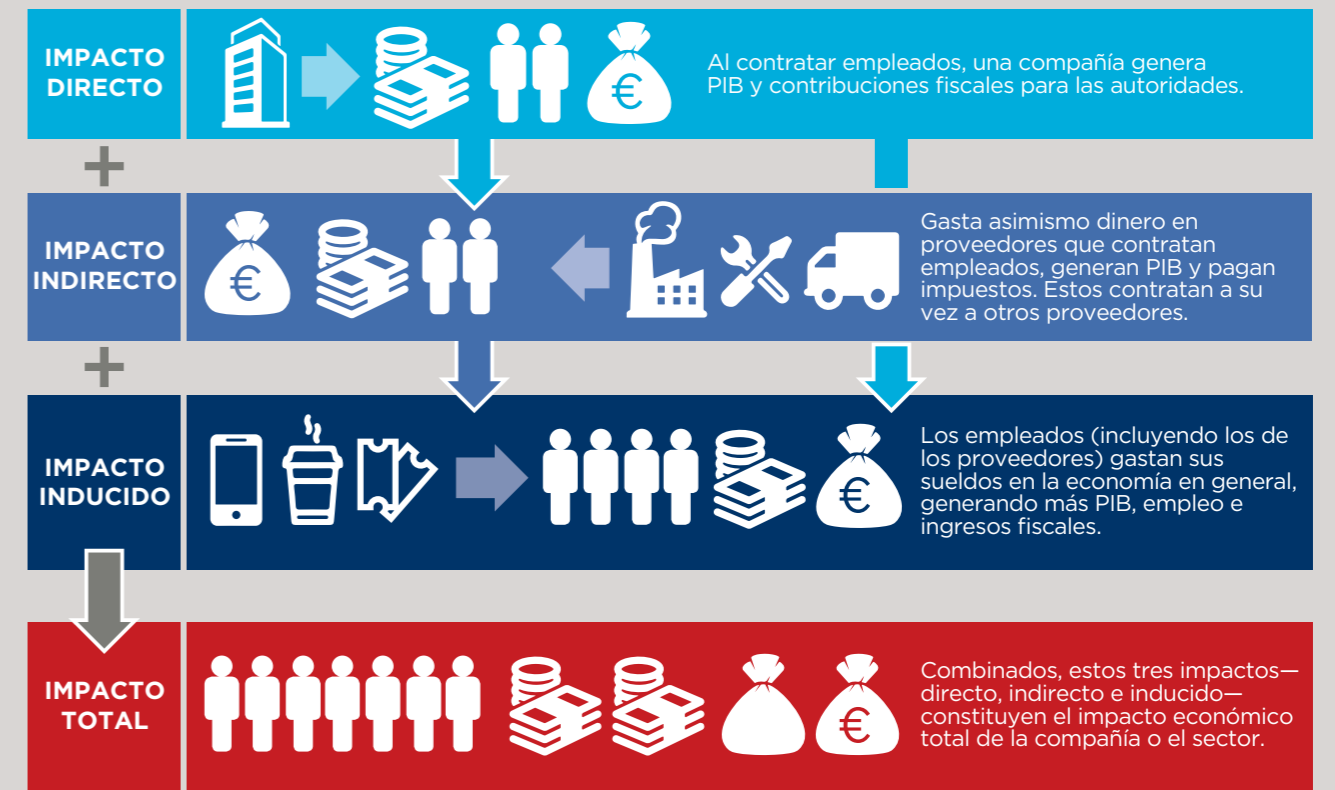 IMPACTO
DIRECTO
€
Al contratar empleados, una compañía genera
PIB y contribuciones fiscales para las autoridades.
+
IMPACTO
INDIRECTO
€
Gasta asimismo dinero en
proveedores que contratan
empleados, generan PIB y pagan
impuestos. Estos contratan a su
vez a otros proveedores.
+
IMPACTO
INDUCIDO
€
Los empleados (incluyendo los de
los proveedores) gastan sus
sueldos en la economía en general,
generando más PIB, empleo e
ingresos fiscales.
IMPACTO
TOTAL
€
Combinados, estos tres impactos—
directo, indirecto e inducido—
constituyen el impacto económico
total de la compañía o el sector.